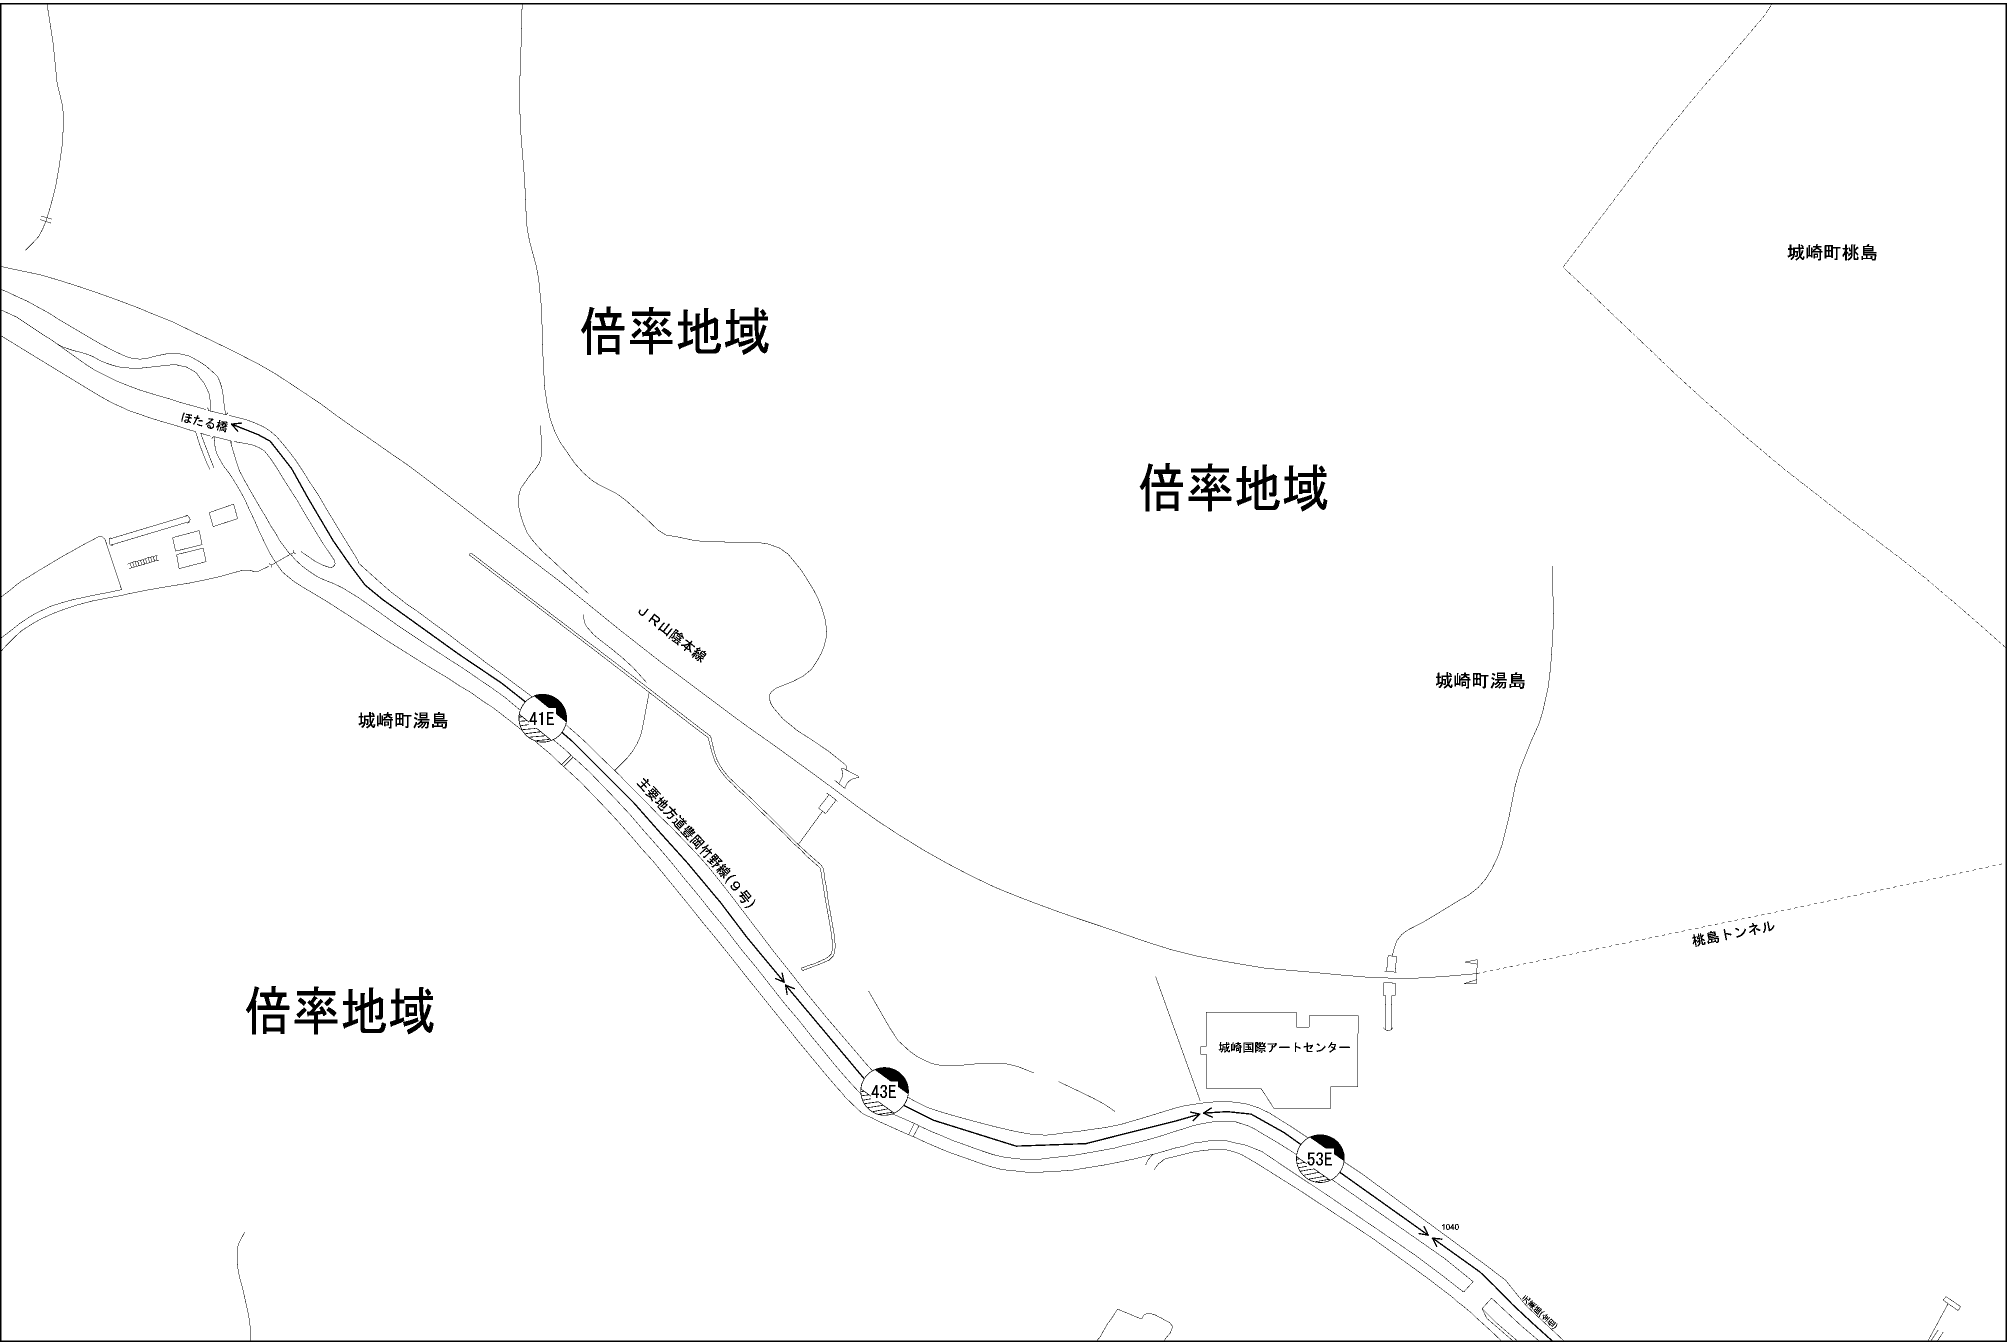 城崎町桃島
倍率地域
ほたる橋
倍率地域
JR山陰本線
城崎町湯島
城崎町湯島
41E
主要地方道豊岡竹野線(9号)
桃島トンネル
倍率地域
城崎国際アートセンター
43E
53E
1040